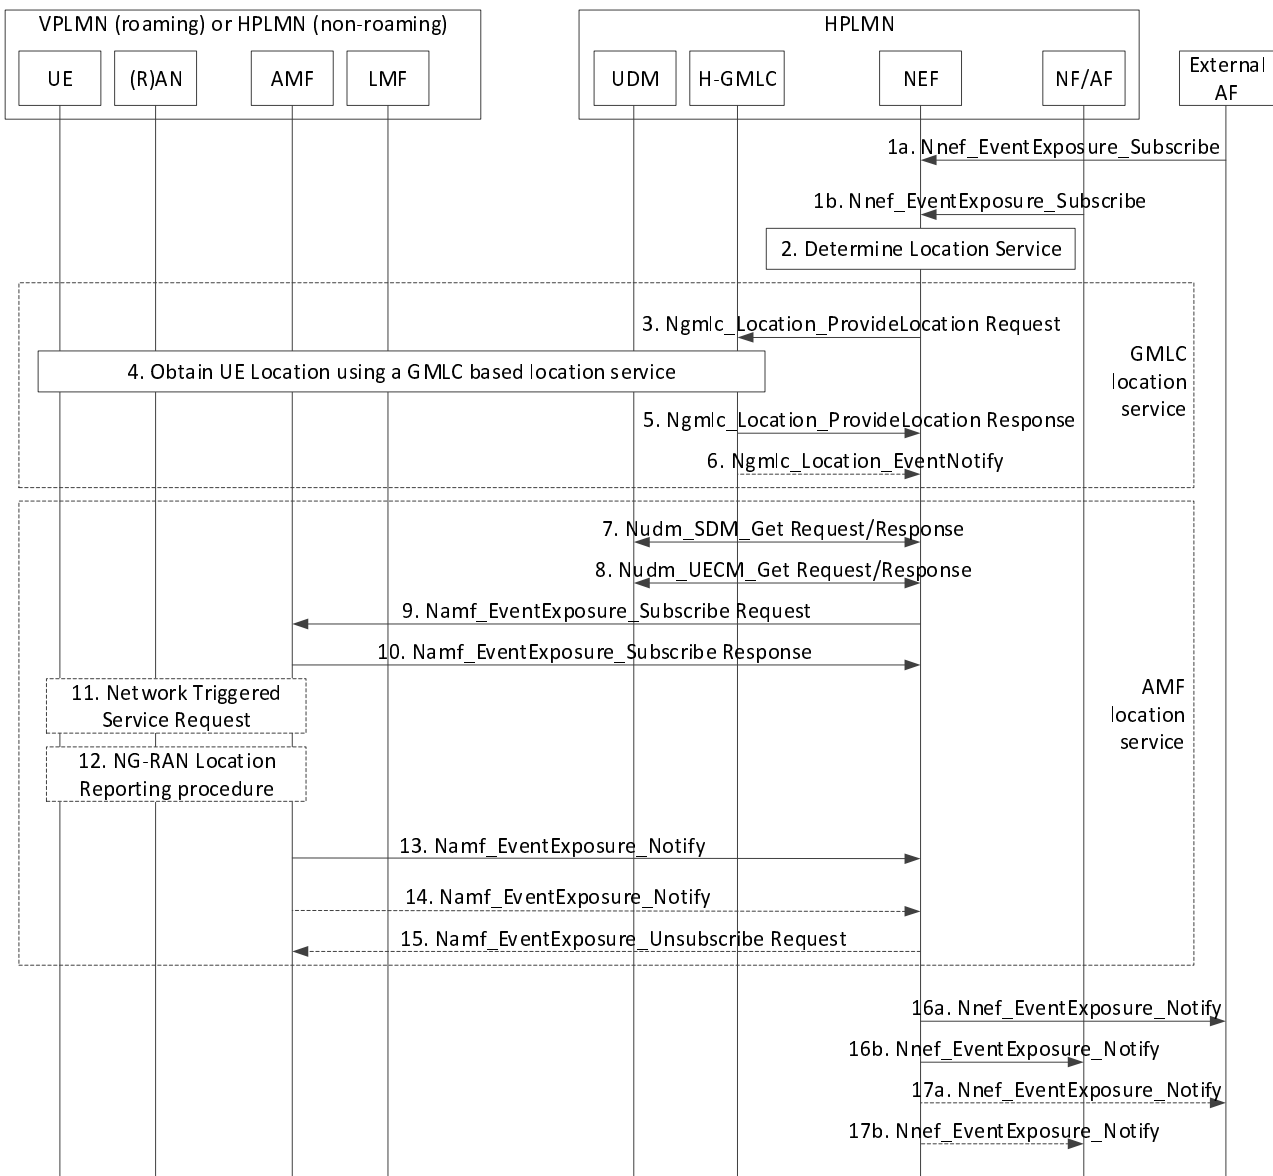 VPLMN (roaming) or HPLMN (non-roaming)
HPLMN
UE
(R)AN
AMF
LMF
UDM
H-GMLC
NEF
NF/AF
External
AF
1a. Nnef_EventExposure_Subscribe
1b. Nnef_EventExposure_Subscribe
2. Determine Location Service
3. Ngmlc_Location_ProvideLocation Request
GMLC
location
service
4. Obtain UE Location using a GMLC based location service
5. Ngmlc_Location_ProvideLocation Response
6. Ngmlc_Location_EventNotify
7. Nudm_SDM_Get Request/Response
8. Nudm_UECM_Get Request/Response
9. Namf_EventExposure_Subscribe Request
10. Namf_EventExposure_Subscribe Response
11. Network Triggered
Service Request
AMF
location
service
12. NG-RAN Location
Reporting procedure
13. Namf_EventExposure_Notify
14. Namf_EventExposure_Notify
15. Namf_EventExposure_Unsubscribe Request
16a. Nnef_EventExposure_Notify
16b. Nnef_EventExposure_Notify
17a. Nnef_EventExposure_Notify
17b. Nnef_EventExposure_Notify